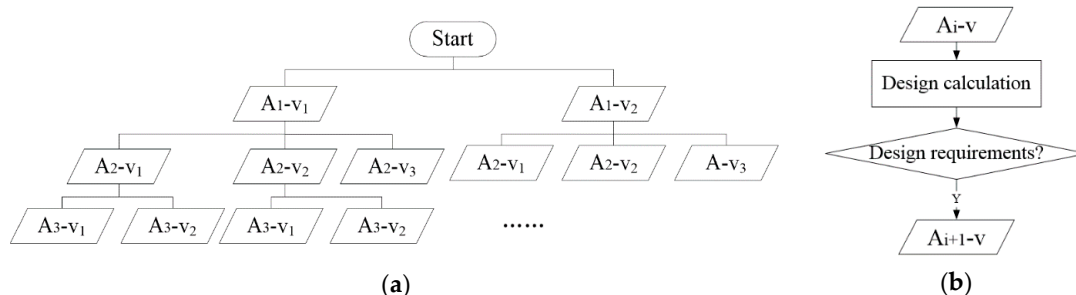 Start
A1-v1
A1-v2
A2-v1
A2-v2
A2-v3
A2-v1
A2-v2
A-v3
A3-v1
A3-v2
A3-v1
A3-v2
......
(a)
Ai-v
Design calculation
Design requirements?
Y
Ai+1-v
(b)